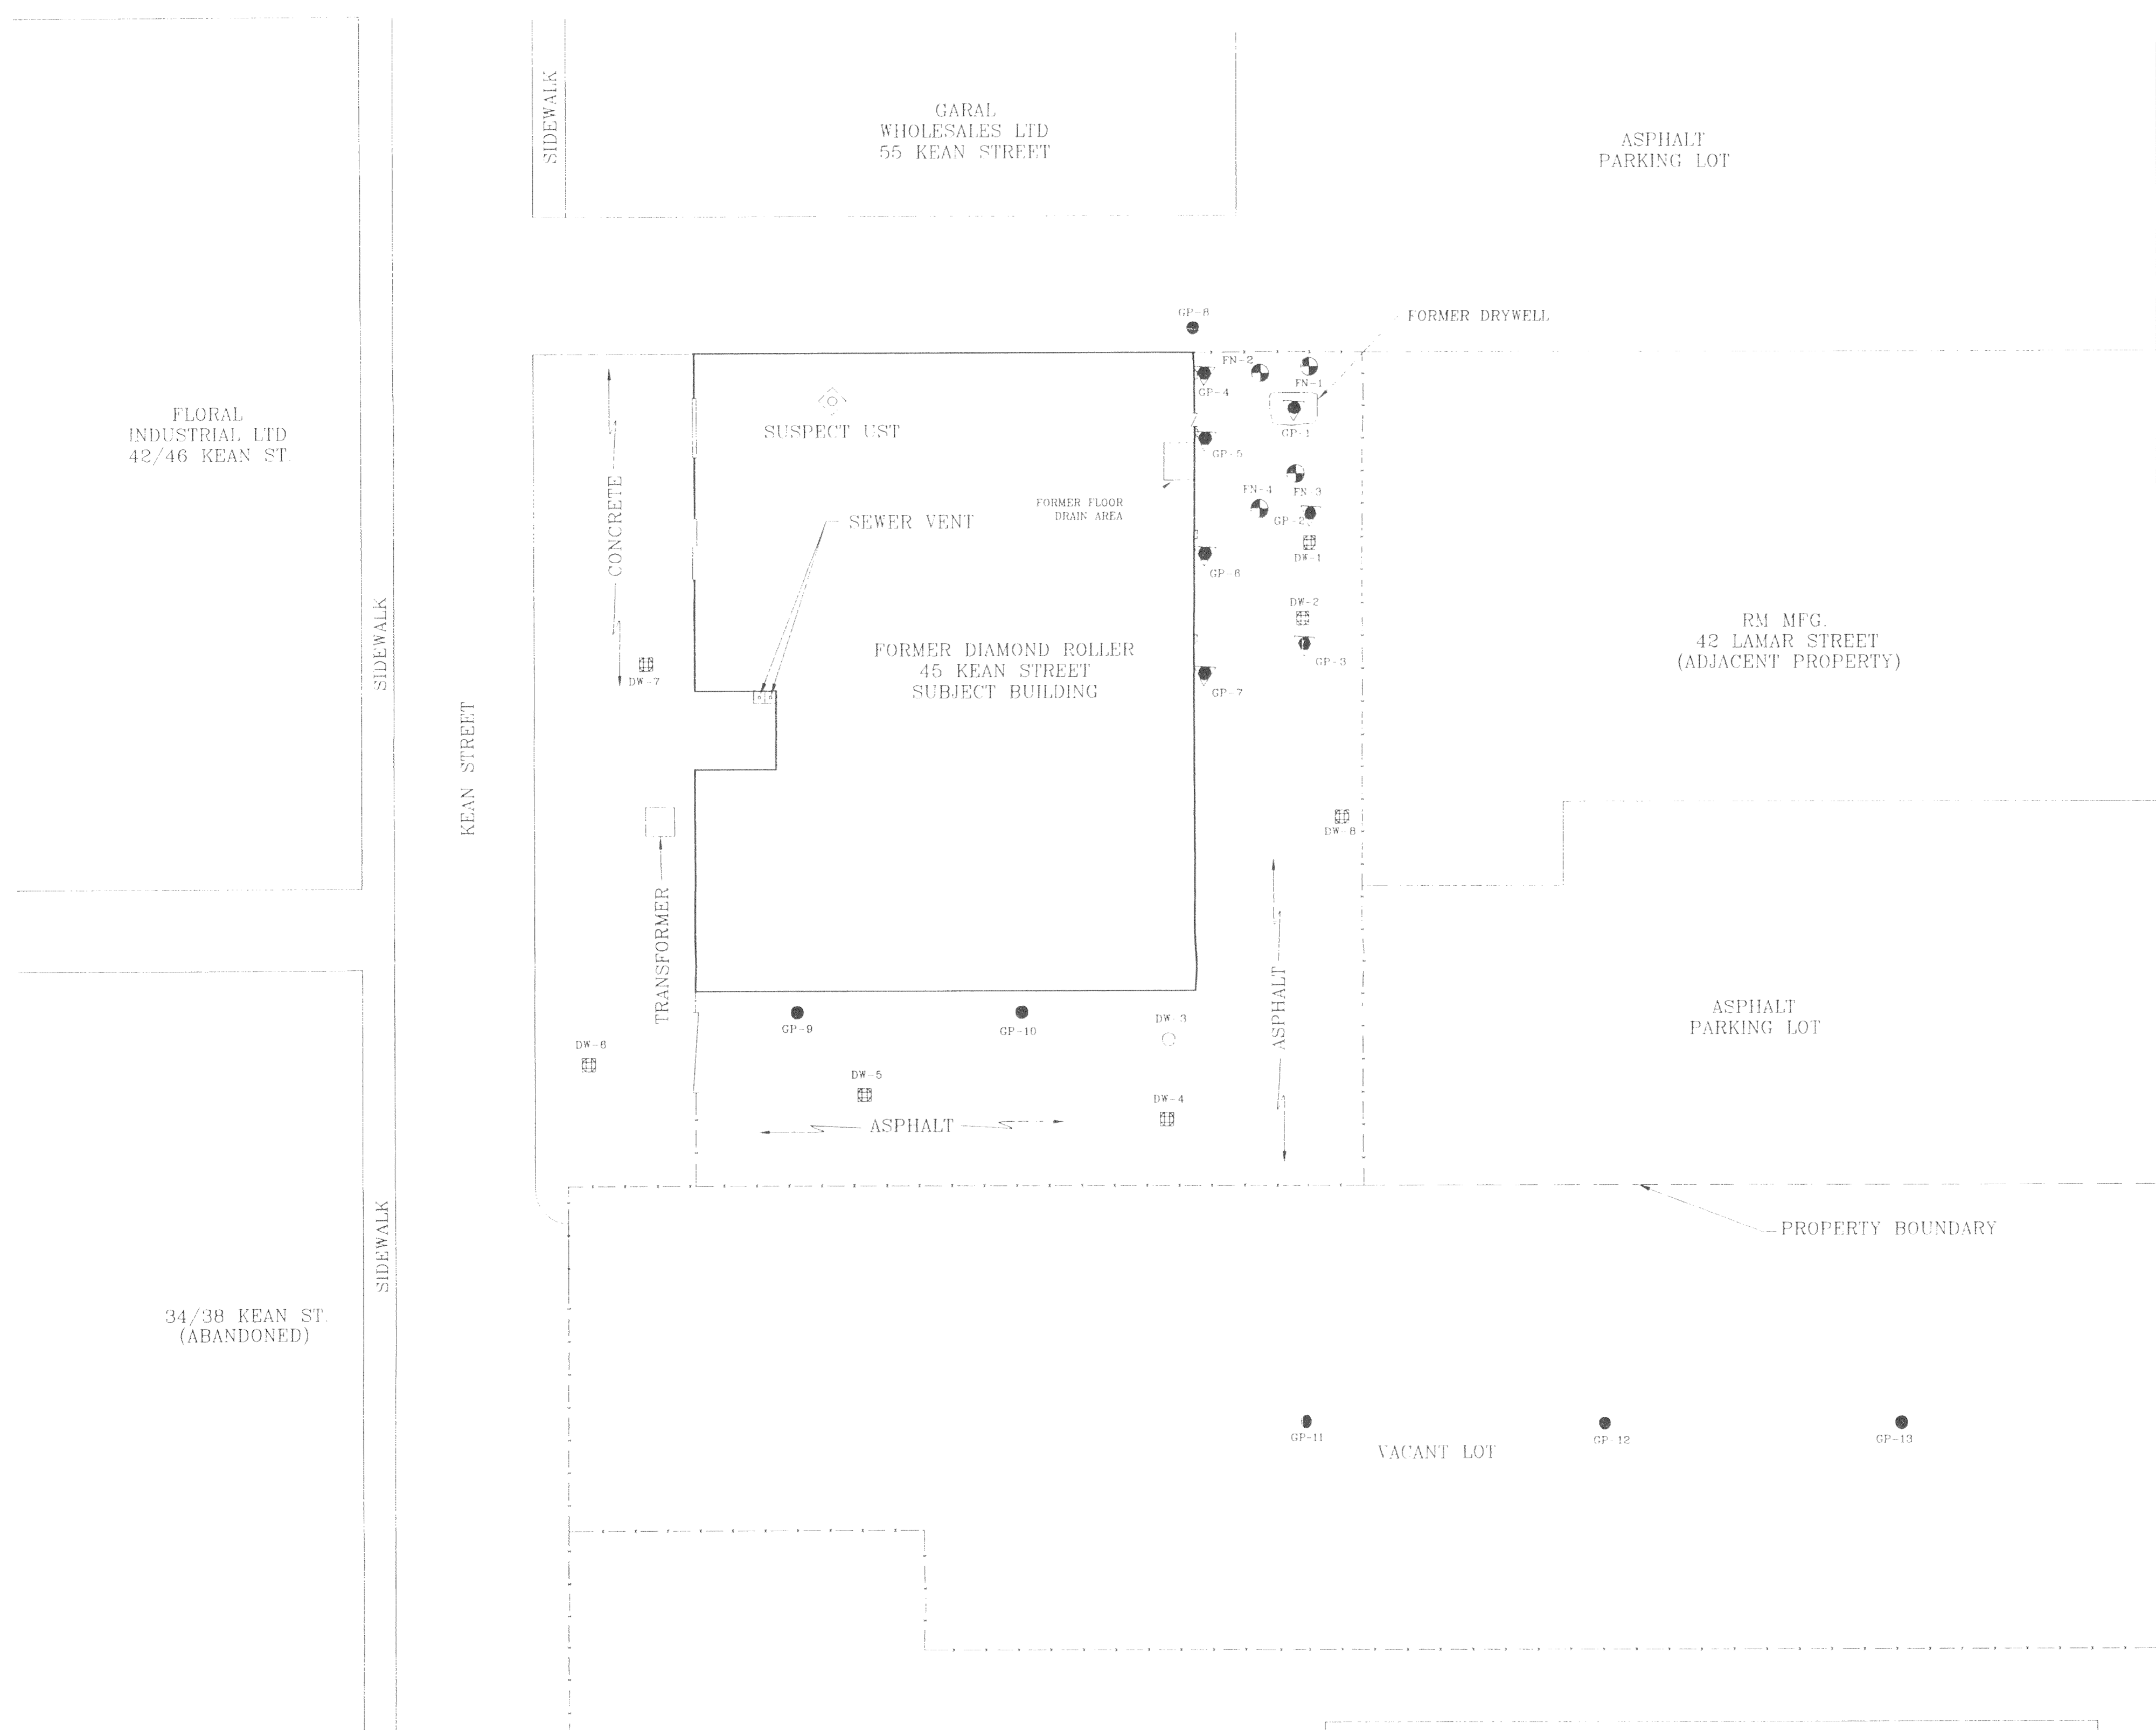 SIDEWALK
GARAL
WHOLESALES LTD
55 KEAN STREET
ASPHALT
PARKING LOT
GP-8
FORMER DRYWELL
FN-2
FN-1
GP-4
GP-1
FLORAL
INDUSTRIAL LTD
42/46 KEAN ST.
SUSPECT UST
GP-5
CONCRETE
SEWER VENT
FORMER FLOOR
DRAIN AREA
FN-4
FN-3
GP-2
DW-1
GP-6
DW-2
SIDEWALK
FORMER DIAMOND ROLLER
45 KEAN STREET
SUBJECT BUILDING
RM MFG.
42 LAMAR STREET
(ADJACENT PROPERTY)
GP-3
DW-7
GP-7
KEAN STREET
DW-8
TRANSFORMER
ASPHALT
ASPHALT
PARKING LOT
GP-9
GP-10
DW-3
DW-6
DW-5
DW-4
ASPHALT
SIDEWALK
PROPERTY BOUNDARY
34/38 KEAN ST.
(ABANDONED)
GP-11
VACANT LOT
GP-12
GP-13